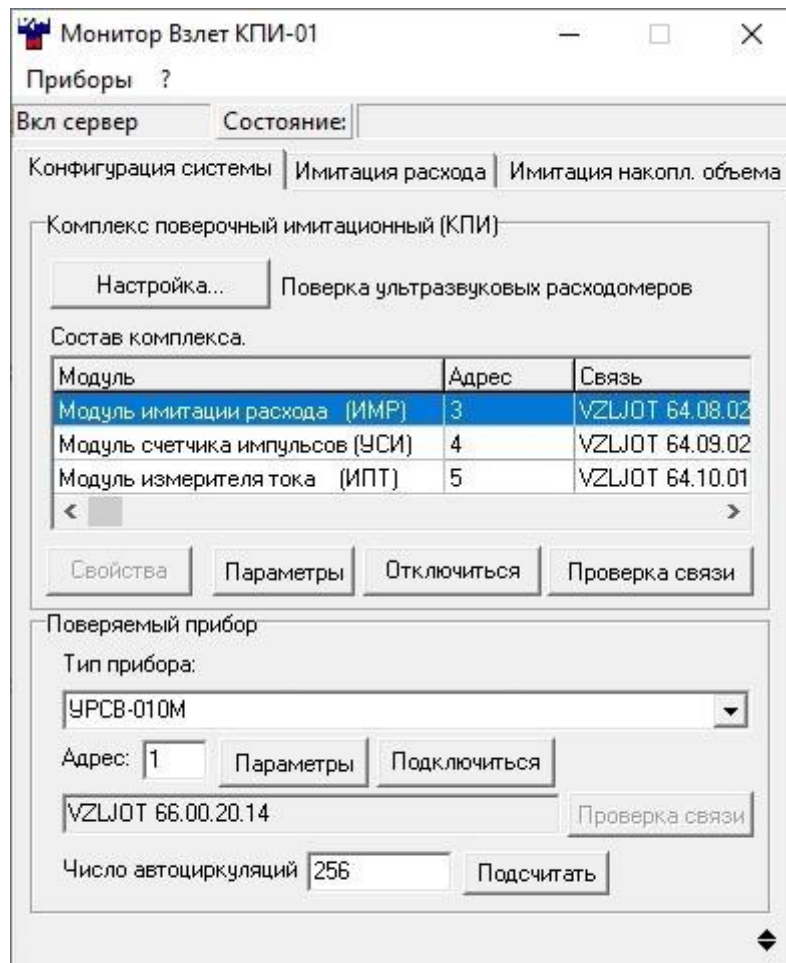 Монитор Взлет КПИ-01
Приборы ?
Вкл сервер Состояние:
Конфигурация системы Имитация расхода Имитация накопл. объема
Комплекс поверочный имитационный (КПИ)
Настройка... Поверка ультразвуковых расходомеров
Состав комплекса.
Модуль Адрес Связь
Модуль имитации расхода (ИМР) 3 VZLJOT 64.08.02
Модуль счетчика импульсов (УСИ) 4 VZLJOT 64.09.02
Модуль измерителя тока (ИПТ) 5 VZLJOT 64.10.01
Свойства Параметры Отключиться Проверка связи
Поверяемый прибор
Тип прибора:
УРСВ-010М
Адрес: 1 Параметры Подключиться
VZLJOT 66.00.20.14 Проверка связи
Число автоциркуляций 256 Подсчитать